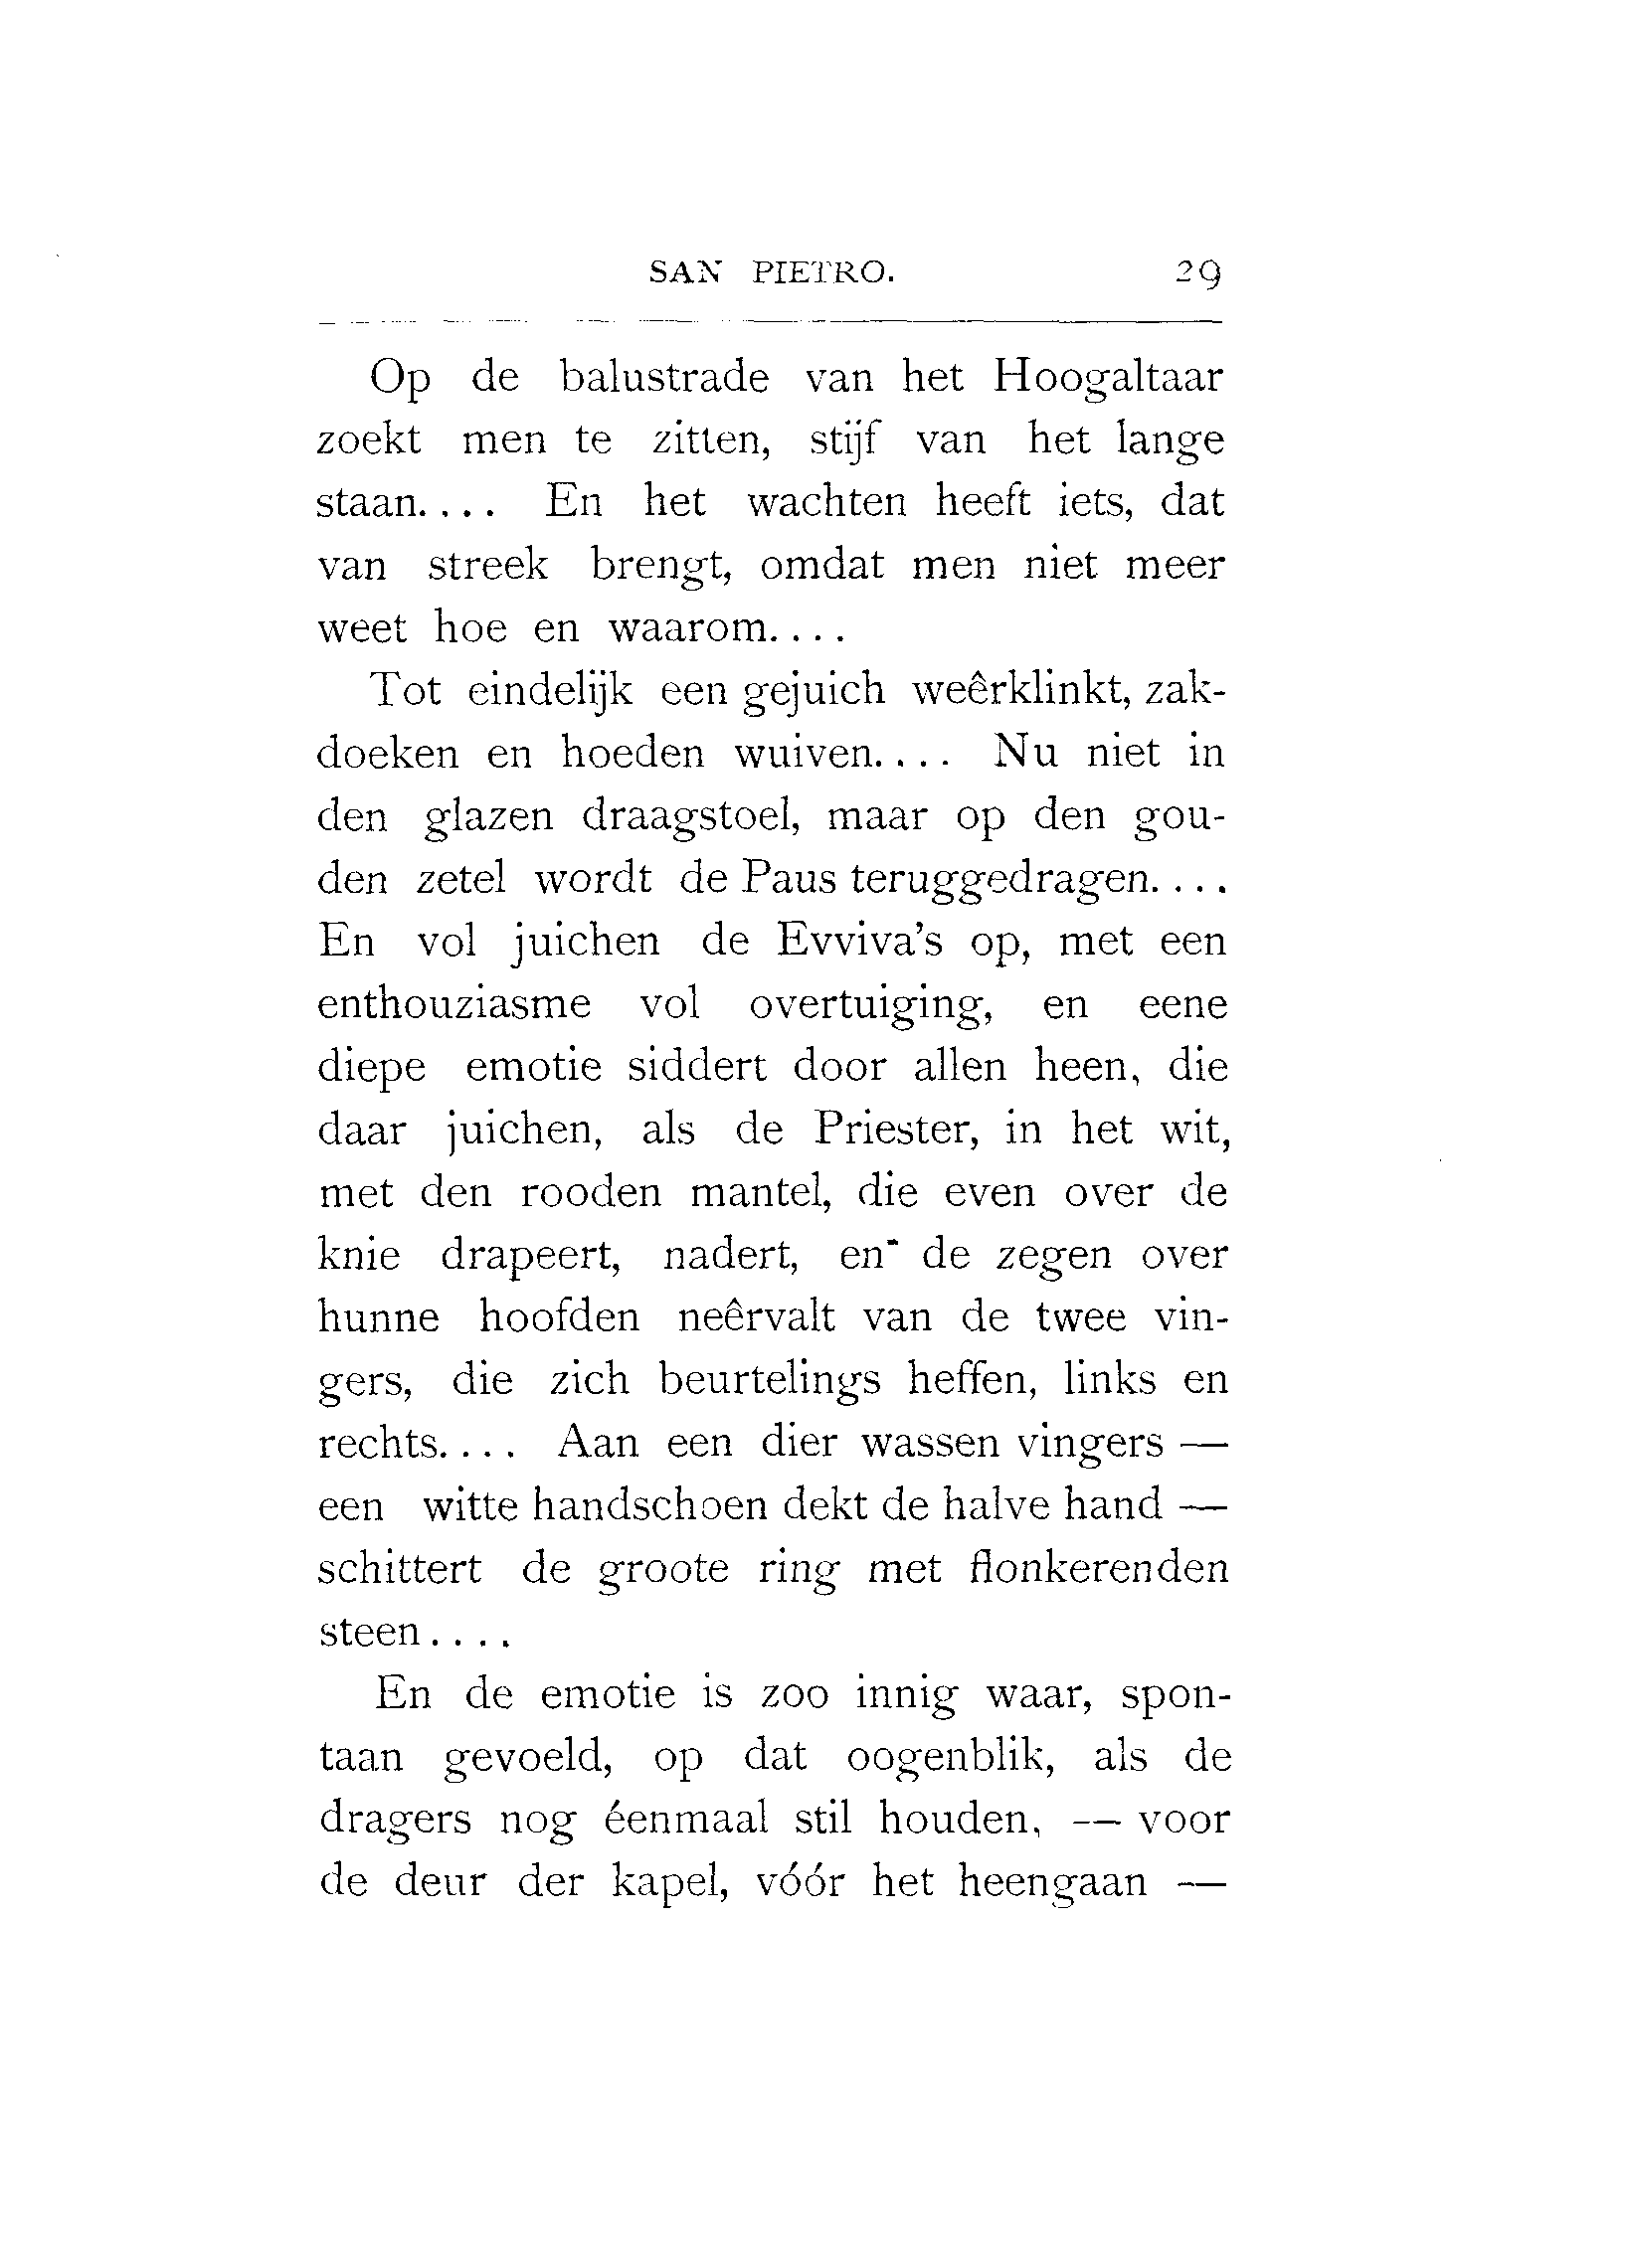 SAN PIETRO. 29
Op de balustrade van het Hoogaltaar
zoekt men te zitten, stijf van het lange
staan.... En het wachten heeft iets, dat
van streek brengt, omdat men niet meer
weet hoe en waarom....
Tot eindelijk een gejuich weêrklinkt, zak-
doeken en hoeden wuiven.... Nu niet in
den glazen draagstoel, maar op den gou-
den zetel wordt de Paus teruggedragen....
En vol juichen de Evviva's op, met een
enthouziasme vol overtuiging, en eene
diepe emotie siddert door allen heen, die
daar juichen, als de Priester, in het wit,
met den rooden mantel, die even over de
knie drapeert, nadert, en de zegen over
hunne hoofden neêrvalt van de twee vin-
gers, die zich beurtelings heffen, links en
rechts.... Aan een dier wassen vingers —
een witte handschoen dekt de halve hand —
schittert de groote ring met flonkerenden
steen....
En de emotie is zoo innig waar, spon-
taan gevoeld, op dat oogenblik, als de
dragers nog éenmaal stil houden, — voor
de deur der kapel, vóór het heengaan —